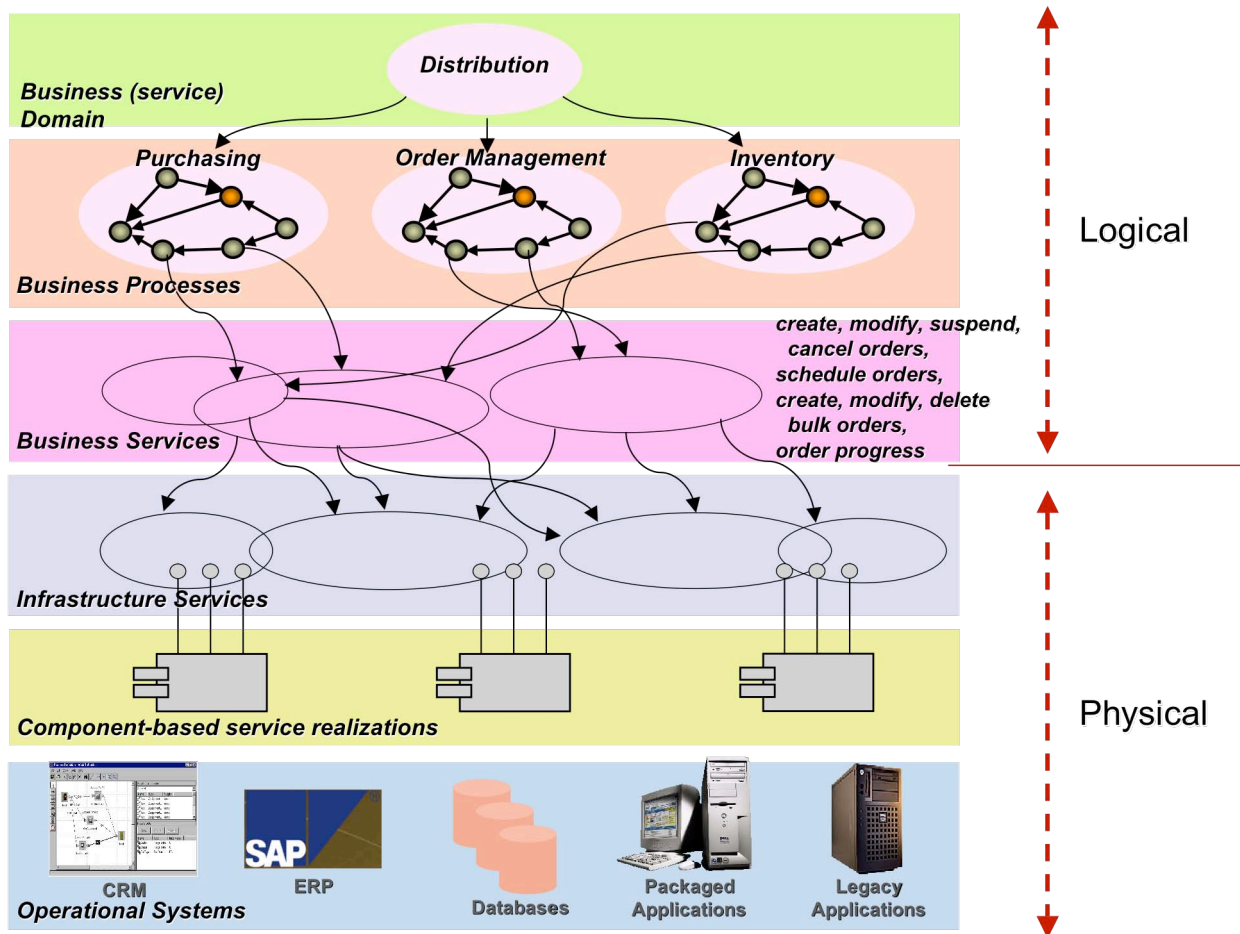 Distribution
Business (service)
Domain
Purchasing
Order Management
Inventory
Business Processes
Logical
create, modify, suspend,
cancel orders,
schedule orders,
create, modify, delete
bulk orders,
order progress
Business Services
Infrastructure Services
Component-based service realizations
Physical
SAP
®
CRM
ERP
Databases
Packaged
Applications
Legacy
Applications
Operational Systems